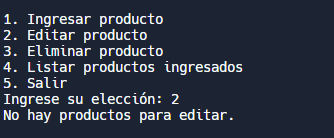 1. Ingresar producto
2. Editar producto
3. Eliminar producto
4. Listar productos ingresados
5. Salir
Ingrese su elección: 2
No hay productos para editar.